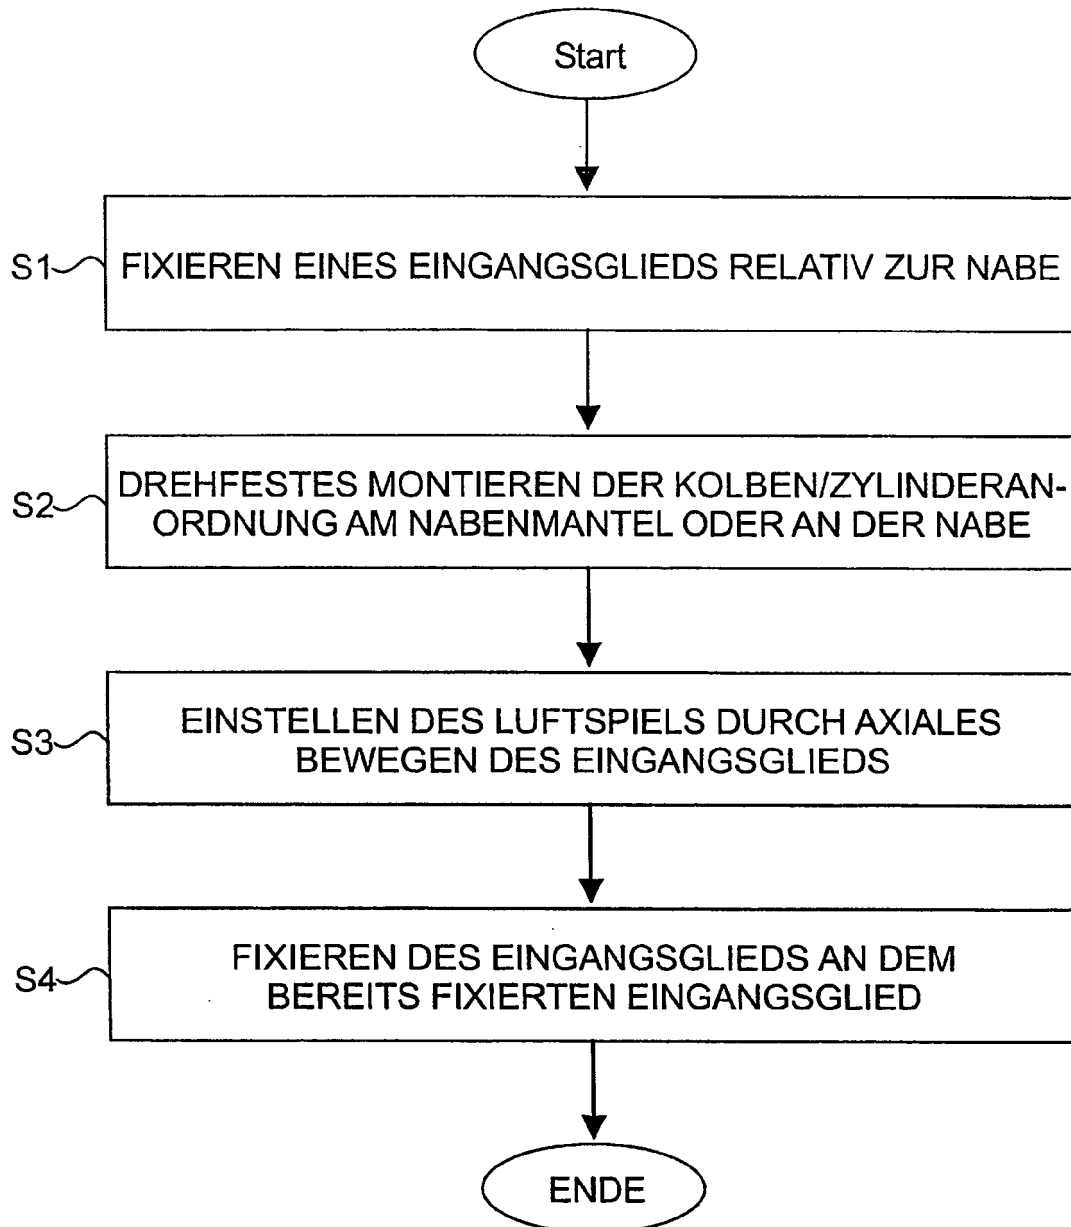 Start
S1 FIXIEREN EINES EINGANGSGLIEDS RELATIV ZUR NABE
S2 DREHFESTES MONTIEREN DER KOLBEN/ZYLINDERAN-
ORDNUNG AM NABENMANTEL ODER AN DER NABE
S3 EINSTELLEN DES LUFTSPIELS DURCH AXIALES
BEWEGEN DES EINGANGSGLIEDS
S4 FIXIEREN DES EINGANGSGLIEDS AN DEM
BEREITS FIXIERTEN EINGANGSGLIED
ENDE